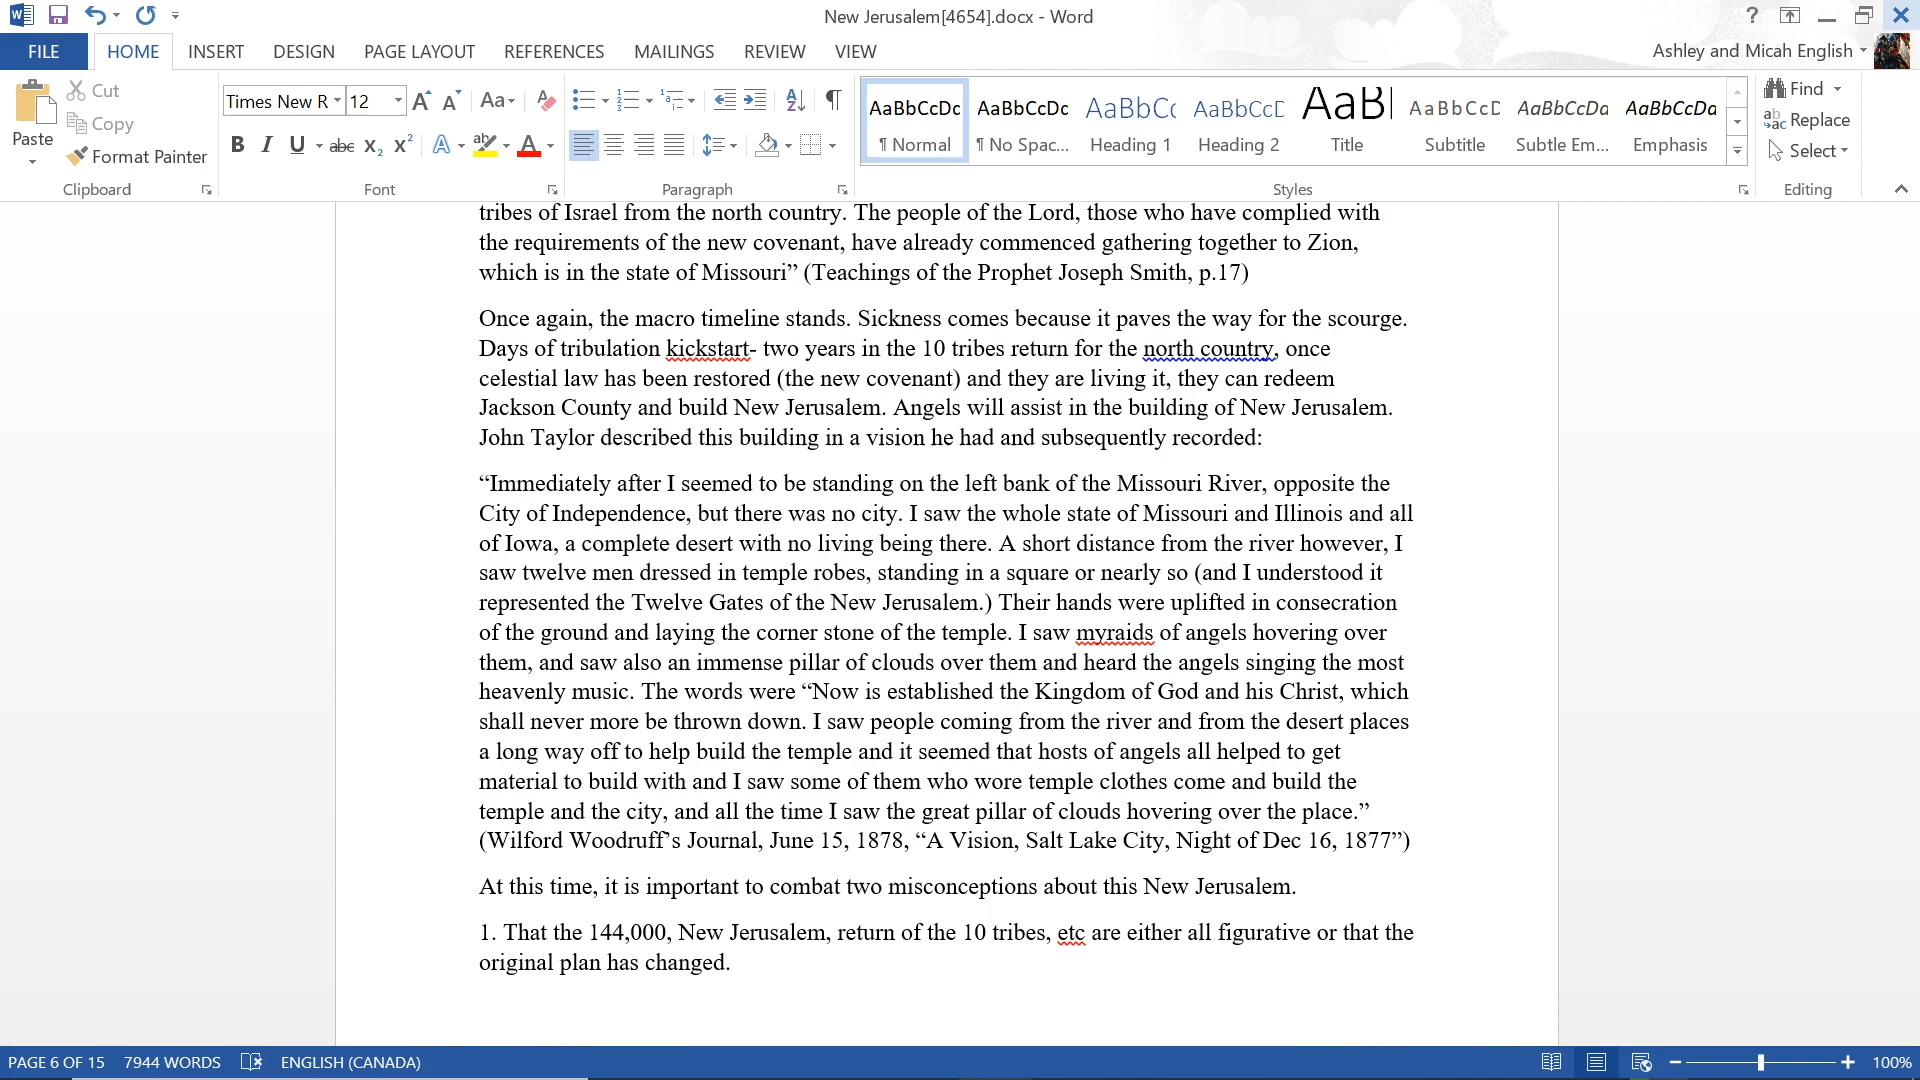 New Jerusalem[4654].docx - Word
?
FILE HOME INSERT DESIGN PAGE LAYOUT REFERENCES MAILINGS REVIEW VIEW
Ashley and Micah English
Paste
Cut
Copy
Format Painter
Clipboard
Times New R 12
Font
Paragraph
AaBbCcDc AaBbCcDc AaBbCc AaBbCcD AaB AaBbCcD AaBbCcDa AaBbCcDa
¶ Normal ¶ No Spac... Heading 1 Heading 2 Title Subtitle Subtle Em... Emphasis
Styles
Find
Replace
Select
Editing
tribes of Israel from the north country. The people of the Lord, those who have complied with
the requirements of the new covenant, have already commenced gathering together to Zion,
which is in the state of Missouri” (Teachings of the Prophet Joseph Smith, p.17)
Once again, the macro timeline stands. Sickness comes because it paves the way for the scourge.
Days of tribulation kickstart- two years in the 10 tribes return for the north country, once
celestial law has been restored (the new covenant) and they are living it, they can redeem
Jackson County and build New Jerusalem. Angels will assist in the building of New Jerusalem.
John Taylor described this building in a vision he had and subsequently recorded:
“Immediately after I seemed to be standing on the left bank of the Missouri River, opposite the
City of Independence, but there was no city. I saw the whole state of Missouri and Illinois and all
of Iowa, a complete desert with no living being there. A short distance from the river however, I
saw twelve men dressed in temple robes, standing in a square or nearly so (and I understood it
represented the Twelve Gates of the New Jerusalem.) Their hands were uplifted in consecration
of the ground and laying the corner stone of the temple. I saw myraids of angels hovering over
them, and saw also an immense pillar of clouds over them and heard the angels singing the most
heavenly music. The words were “Now is established the Kingdom of God and his Christ, which
shall never more be thrown down. I saw people coming from the river and from the desert places
a long way off to help build the temple and it seemed that hosts of angels all helped to get
material to build with and I saw some of them who wore temple clothes come and build the
temple and the city, and all the time I saw the great pillar of clouds hovering over the place.”
(Wilford Woodruff’s Journal, June 15, 1878, “A Vision, Salt Lake City, Night of Dec 16, 1877”)
At this time, it is important to combat two misconceptions about this New Jerusalem.
1. That the 144,000, New Jerusalem, return of the 10 tribes, etc are either all figurative or that the
original plan has changed.
PAGE 6 OF 15 7944 WORDS ENGLISH (CANADA) 100%